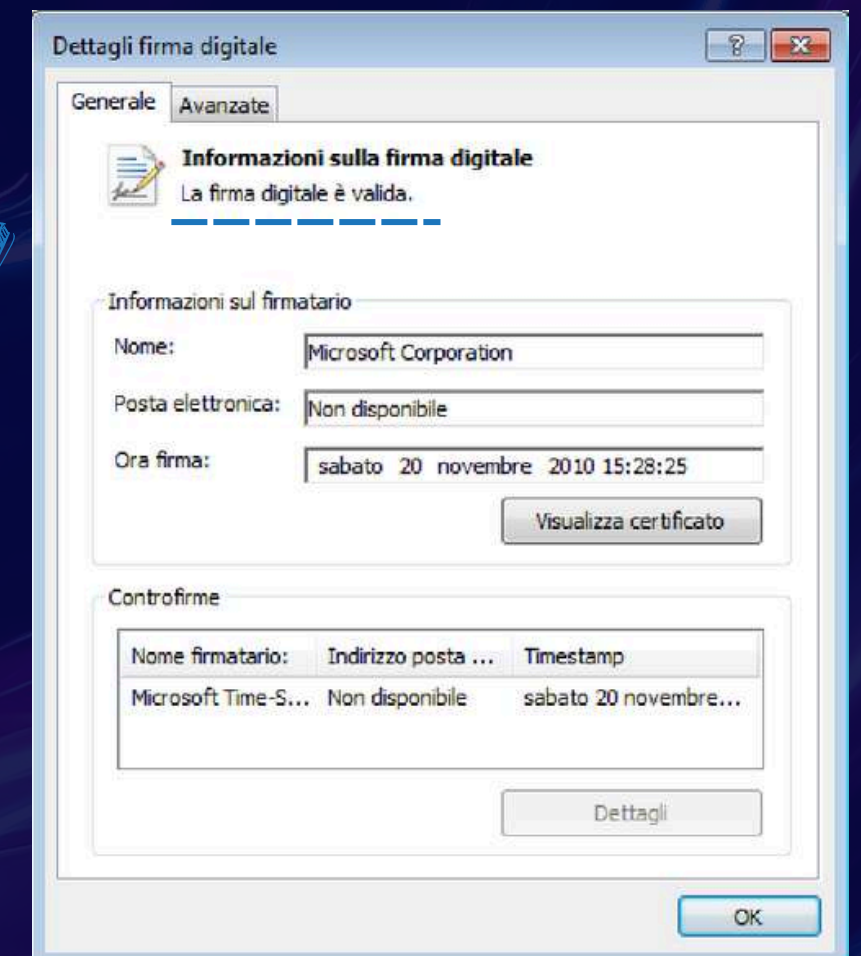 Dettagli firma digitale
Generale Avanzate
Informazioni sulla firma digitale
La firma digitale è valida.
Informazioni sul firmatario
Nome: Microsoft Corporation
Posta elettronica: Non disponibile
Ora firma: sabato 20 novembre 2010 15:28:25
Visualizza certificato
Controfirme
Nome firmatario: Indirizzo posta ... Timestamp
Microsoft Time-S... Non disponibile sabato 20 novembre...
Dettagli
OK